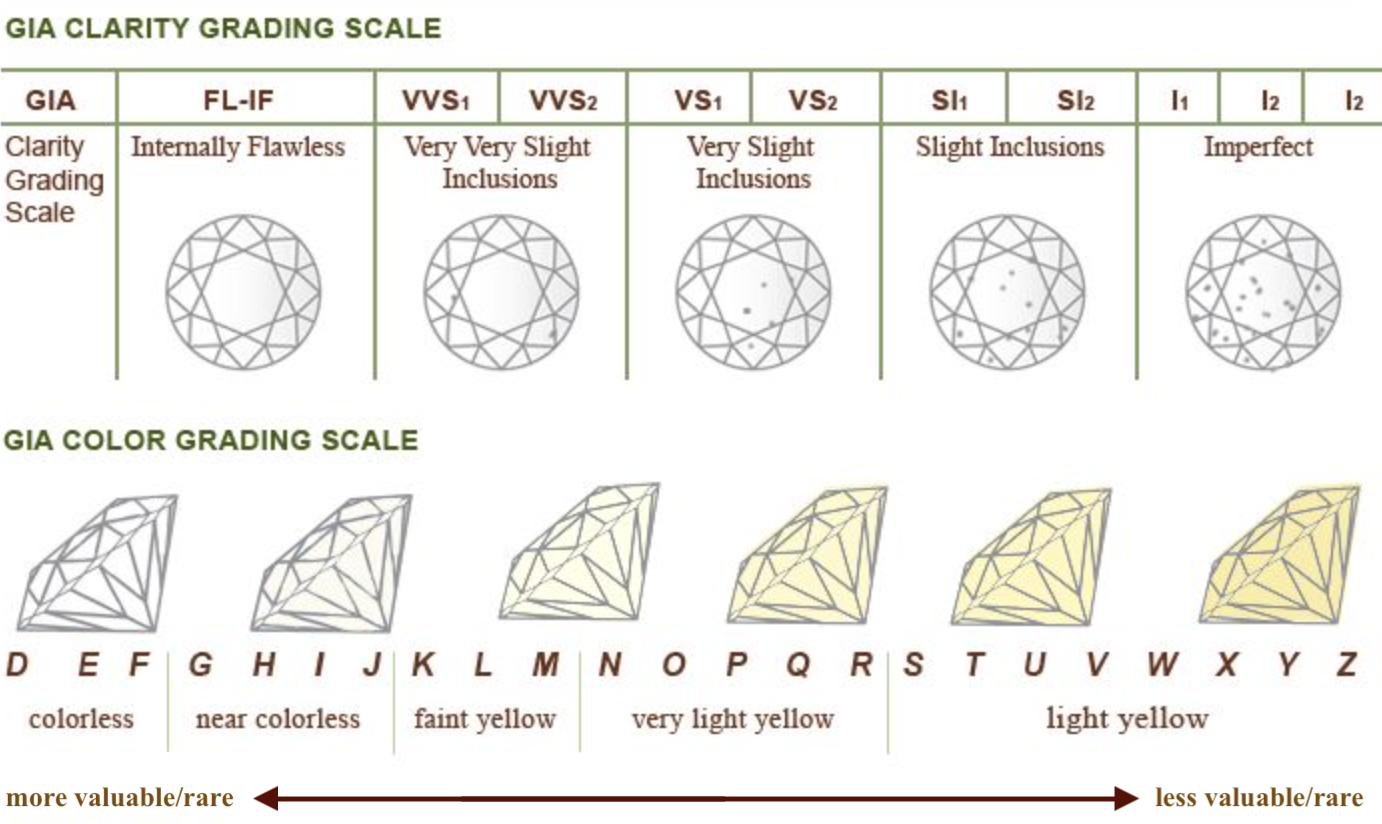 GIA CLARITY GRADING SCALE
GIA FL-IF VVS1 VVS2 VS1 VS2 SI1 SI2 I1 I2 I2
Clarity Grading Scale
Internally Flawless
Very Very Slight
Inclusions
Very Slight
Inclusions
Slight Inclusions
Imperfect
GIA COLOR GRADING SCALE
D E F G H I J K L M N O P Q R S T U V W X Y Z
colorless near colorless faint yellow very light yellow light yellow
more valuable/rare less valuable/rare